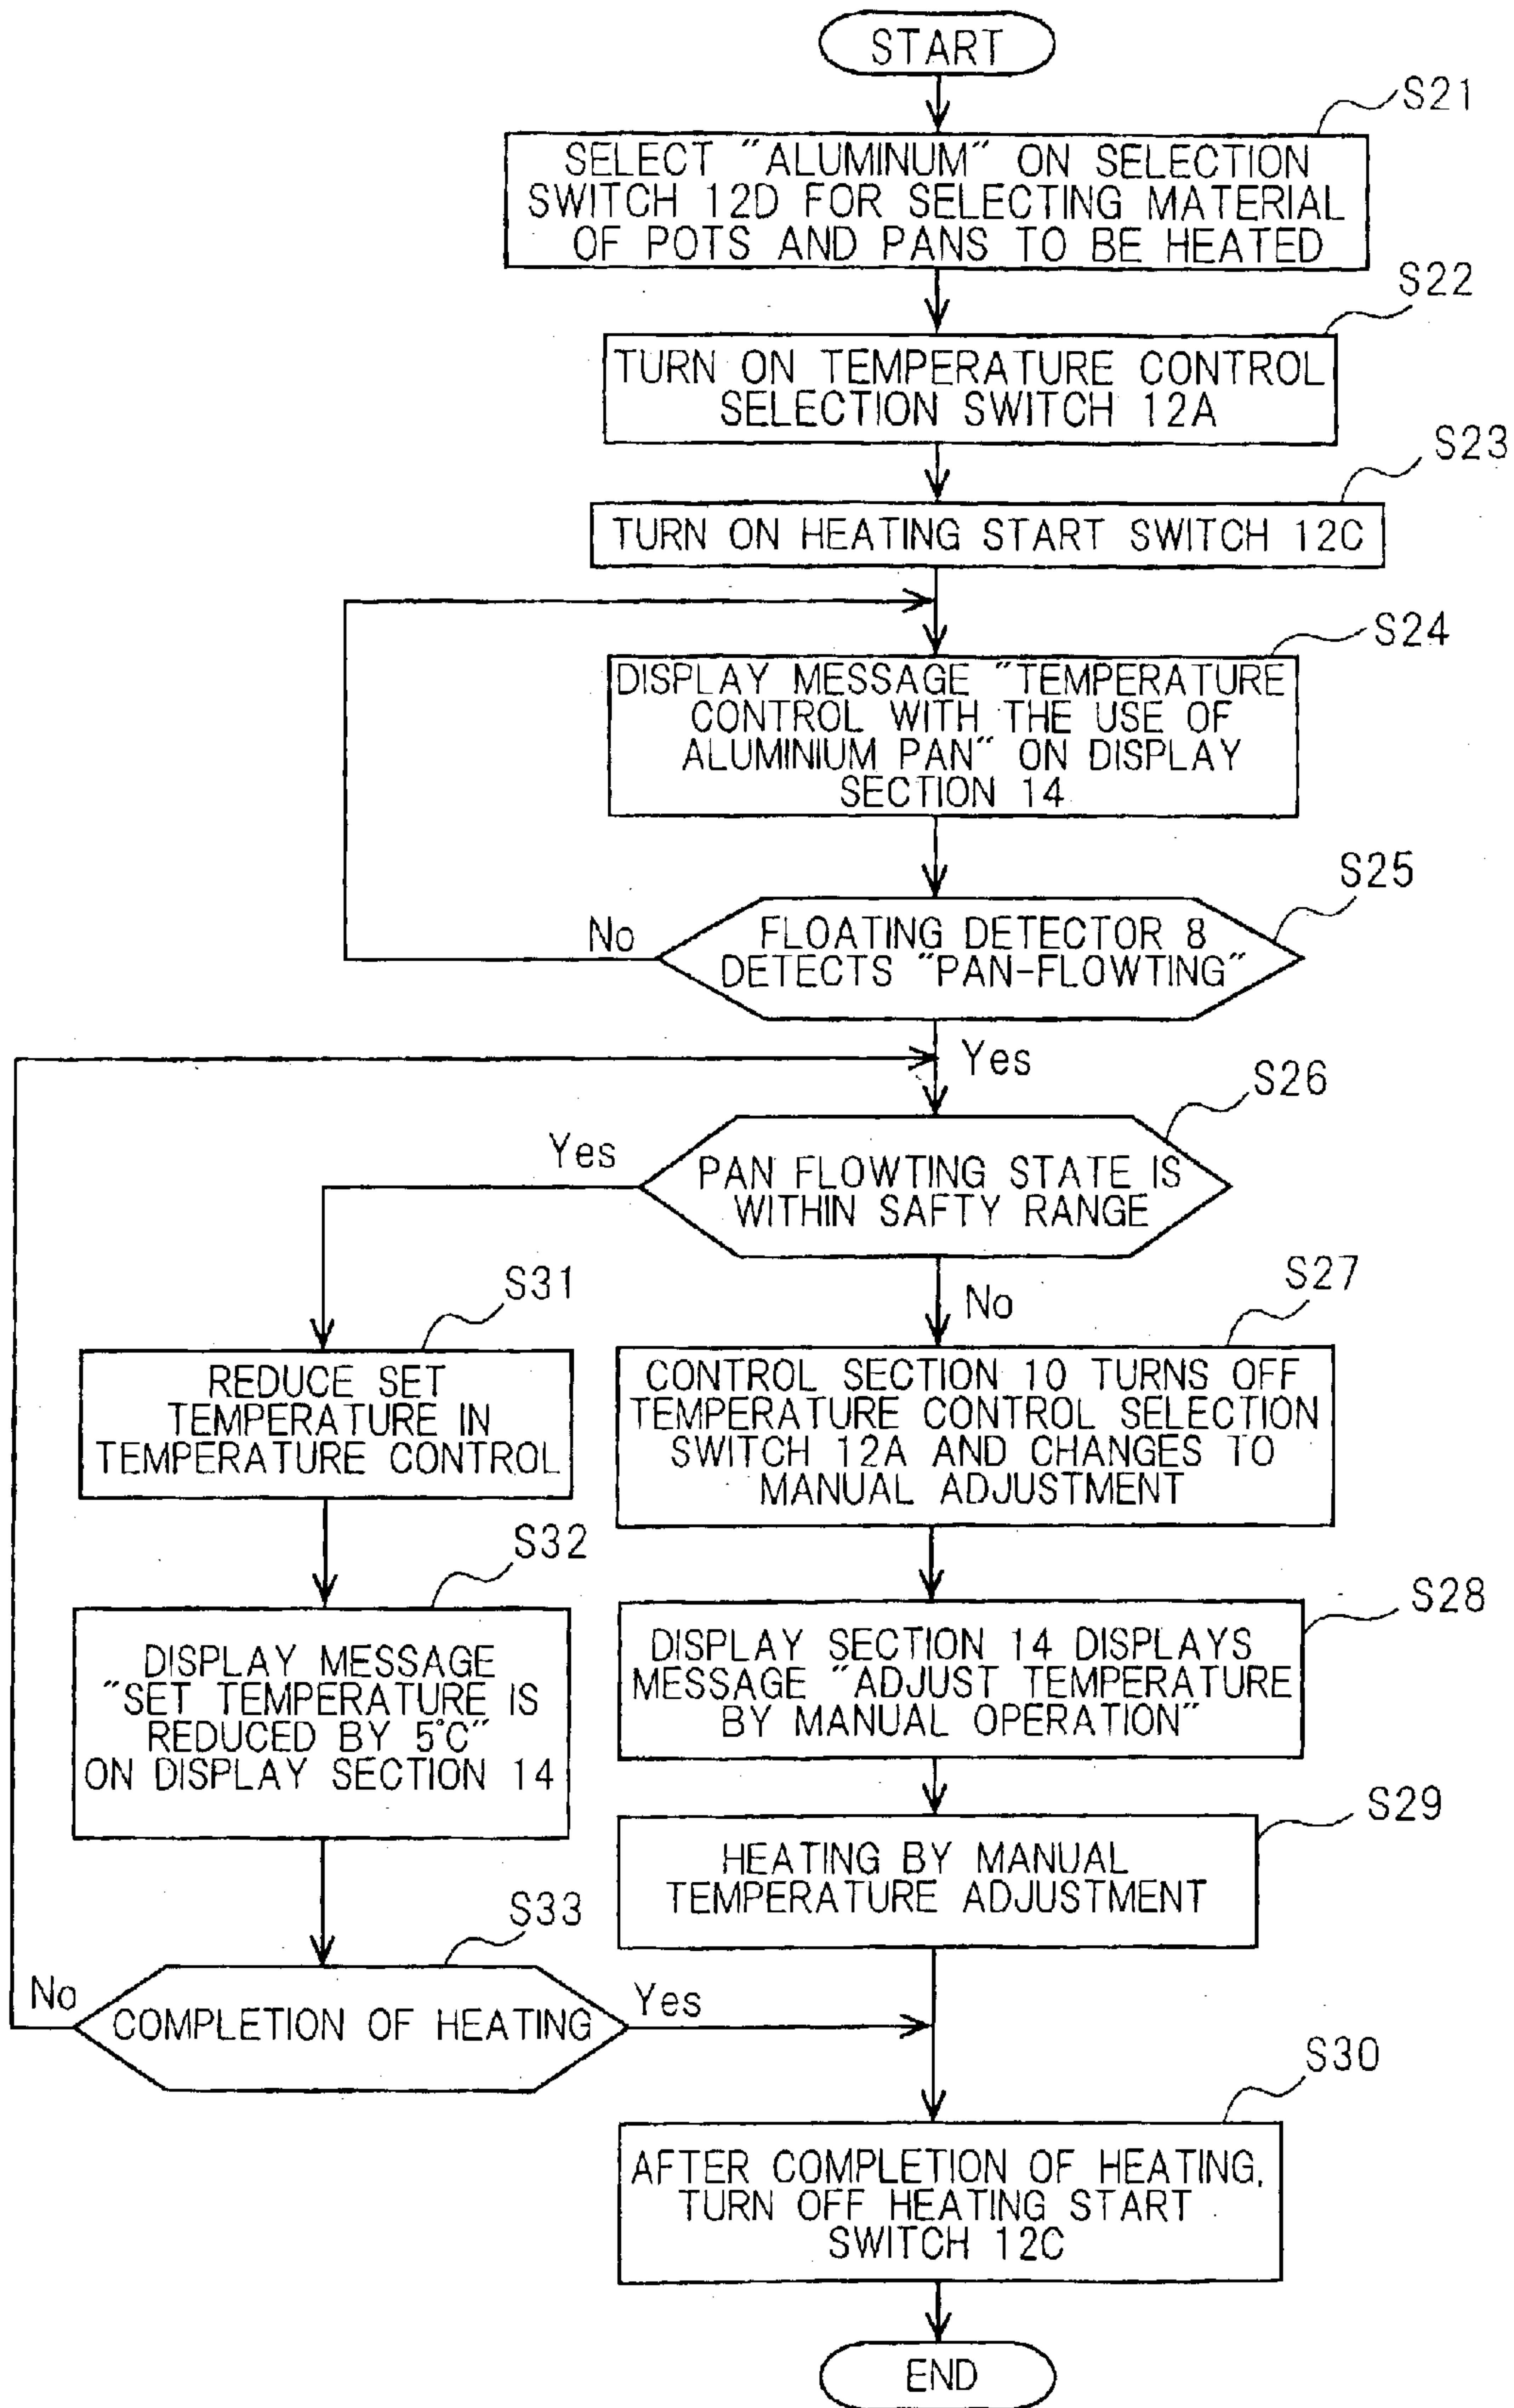 START
S21
SELECT "ALUMINUM" ON SELECTION
SWITCH 12D FOR SELECTING MATERIAL
OF POTS AND PANS TO BE HEATED
S22
TURN ON TEMPERATURE CONTROL
SELECTION SWITCH 12A
S23
TURN ON HEATING START SWITCH 12C
S24
DISPLAY MESSAGE "TEMPERATURE
CONTROL WITH THE USE OF
ALUMINIUM PAN" ON DISPLAY
SECTION 14
S25
No
FLOATING DETECTOR 8
DETECTS "PAN-FLOWTING"
Yes
S26
Yes
PAN FLOWTING STATE IS
WITHIN SAFTY RANGE
No
S27
CONTROL SECTION 10 TURNS OFF
TEMPERATURE CONTROL SELECTION
SWITCH 12A AND CHANGES TO
MANUAL ADJUSTMENT
S31
REDUCE SET
TEMPERATURE IN
TEMPERATURE CONTROL
S28
DISPLAY SECTION 14 DISPLAYS
MESSAGE "ADJUST TEMPERATURE
BY MANUAL OPERATION"
S32
DISPLAY MESSAGE
"SET TEMPERATURE IS
REDUCED BY 5°C"
ON DISPLAY SECTION 14
S29
HEATING BY MANUAL
TEMPERATURE ADJUSTMENT
S33
No
COMPLETION OF HEATING
Yes
S30
AFTER COMPLETION OF HEATING,
TURN OFF HEATING START
SWITCH 12C
END